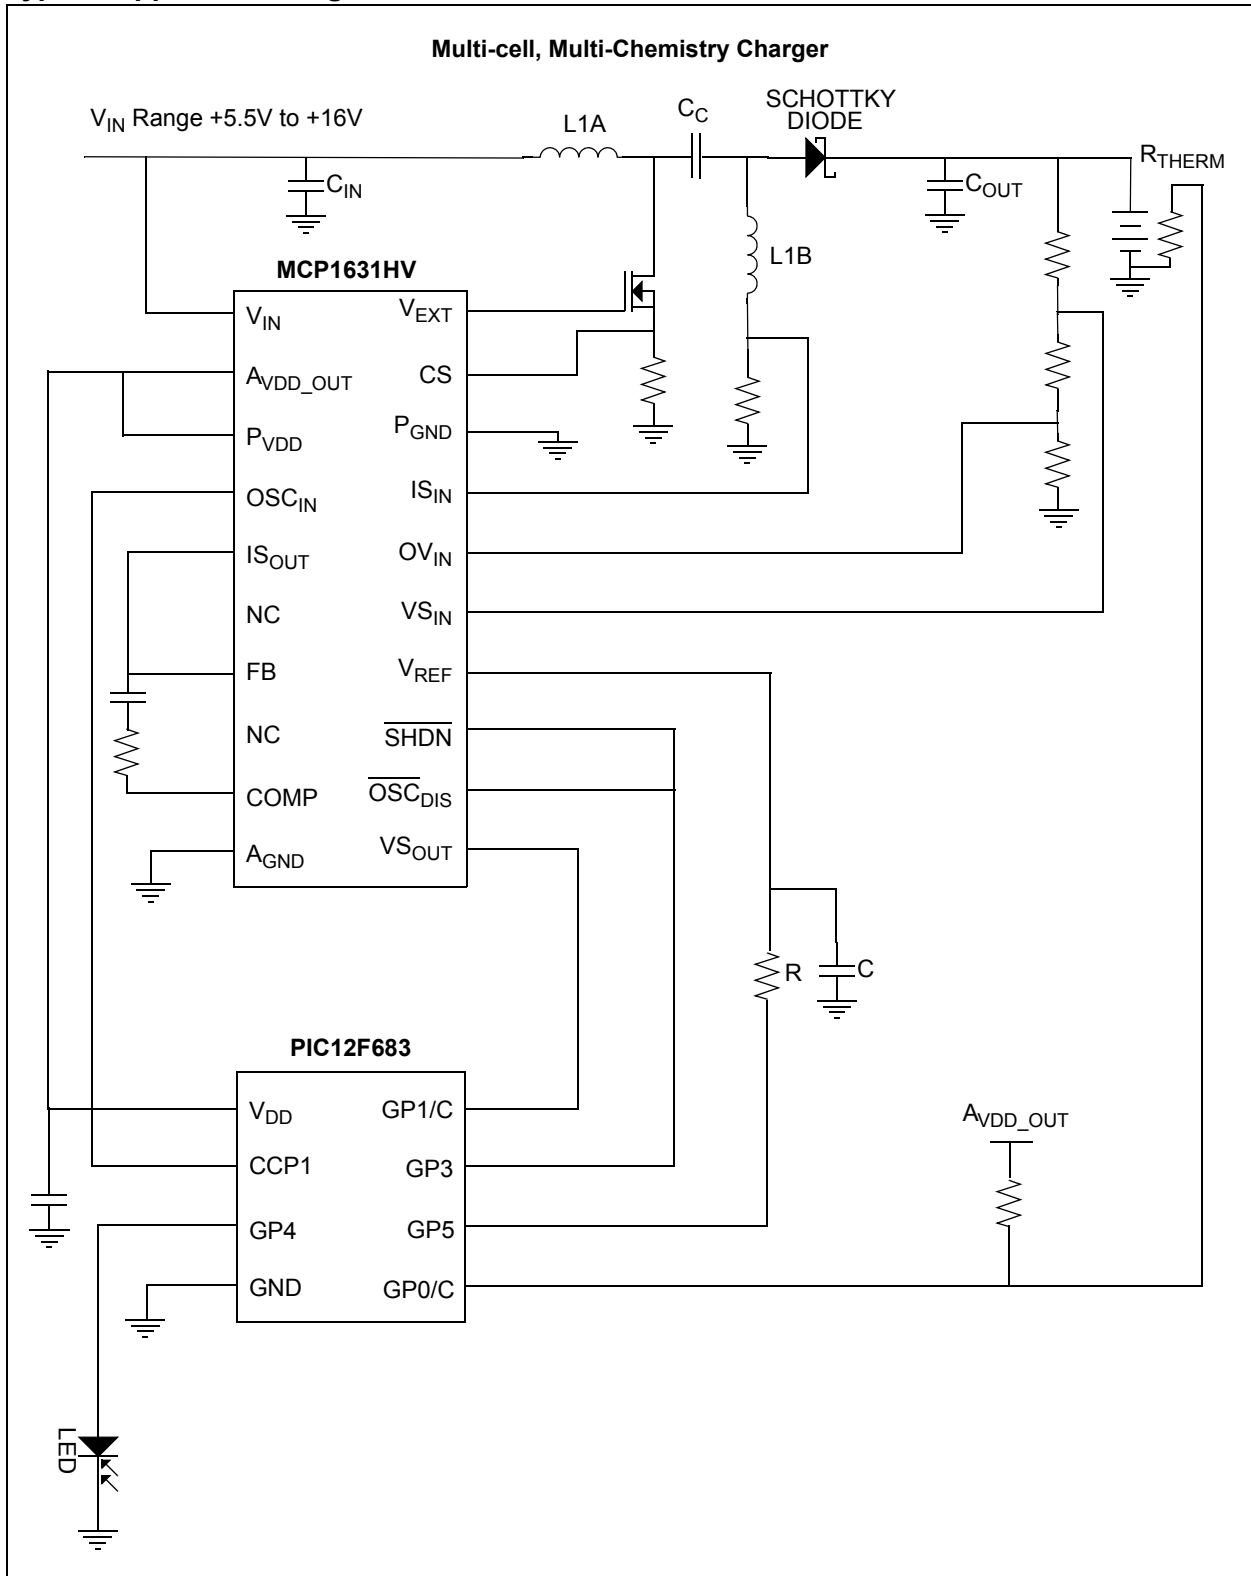 Multi-cell, Multi-Chemistry Charger
V_IN Range +5.5V to +16V
L1A
C_C
SCHOTTKY
DIODE
R_THERM
C_IN
C_OUT
L1B
MCP1631HV
V_IN
V_EXT
A_VDD_OUT
CS
P_VDD
P_GND
OSC_IN
IS_IN
IS_OUT
OV_IN
NC
VS_IN
FB
V_REF
NC
SHDN
COMP
OSC_DIS
A_GND
VS_OUT
R
C
PIC12F683
V_DD
GP1/C
A_VDD_OUT
CCP1
GP3
GP4
GP5
GND
GP0/C
LED